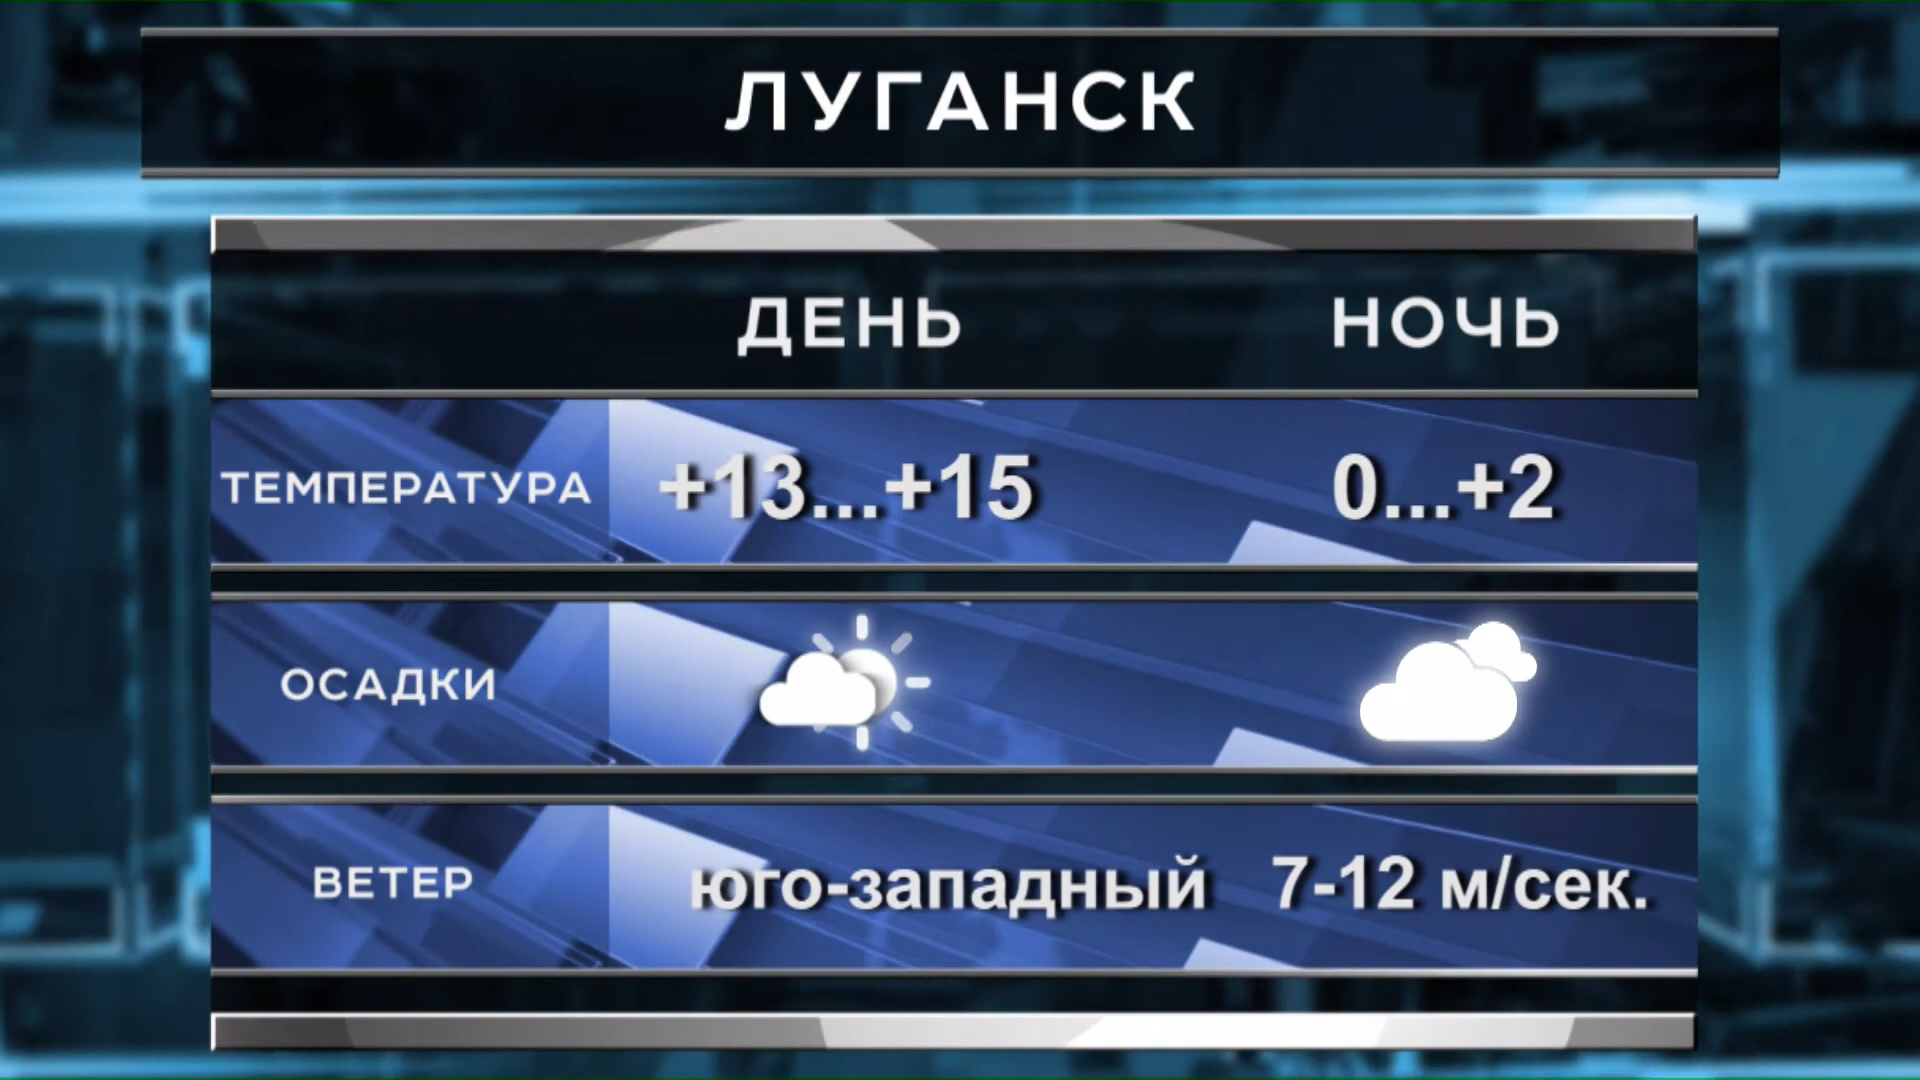 ЛУГАНСК
ДЕНЬ НОЧЬ
ТЕМПЕРАТУРА +13...+15 0...+2
ОСАДКИ
ВЕТЕР юго-западный 7-12 м/сек.